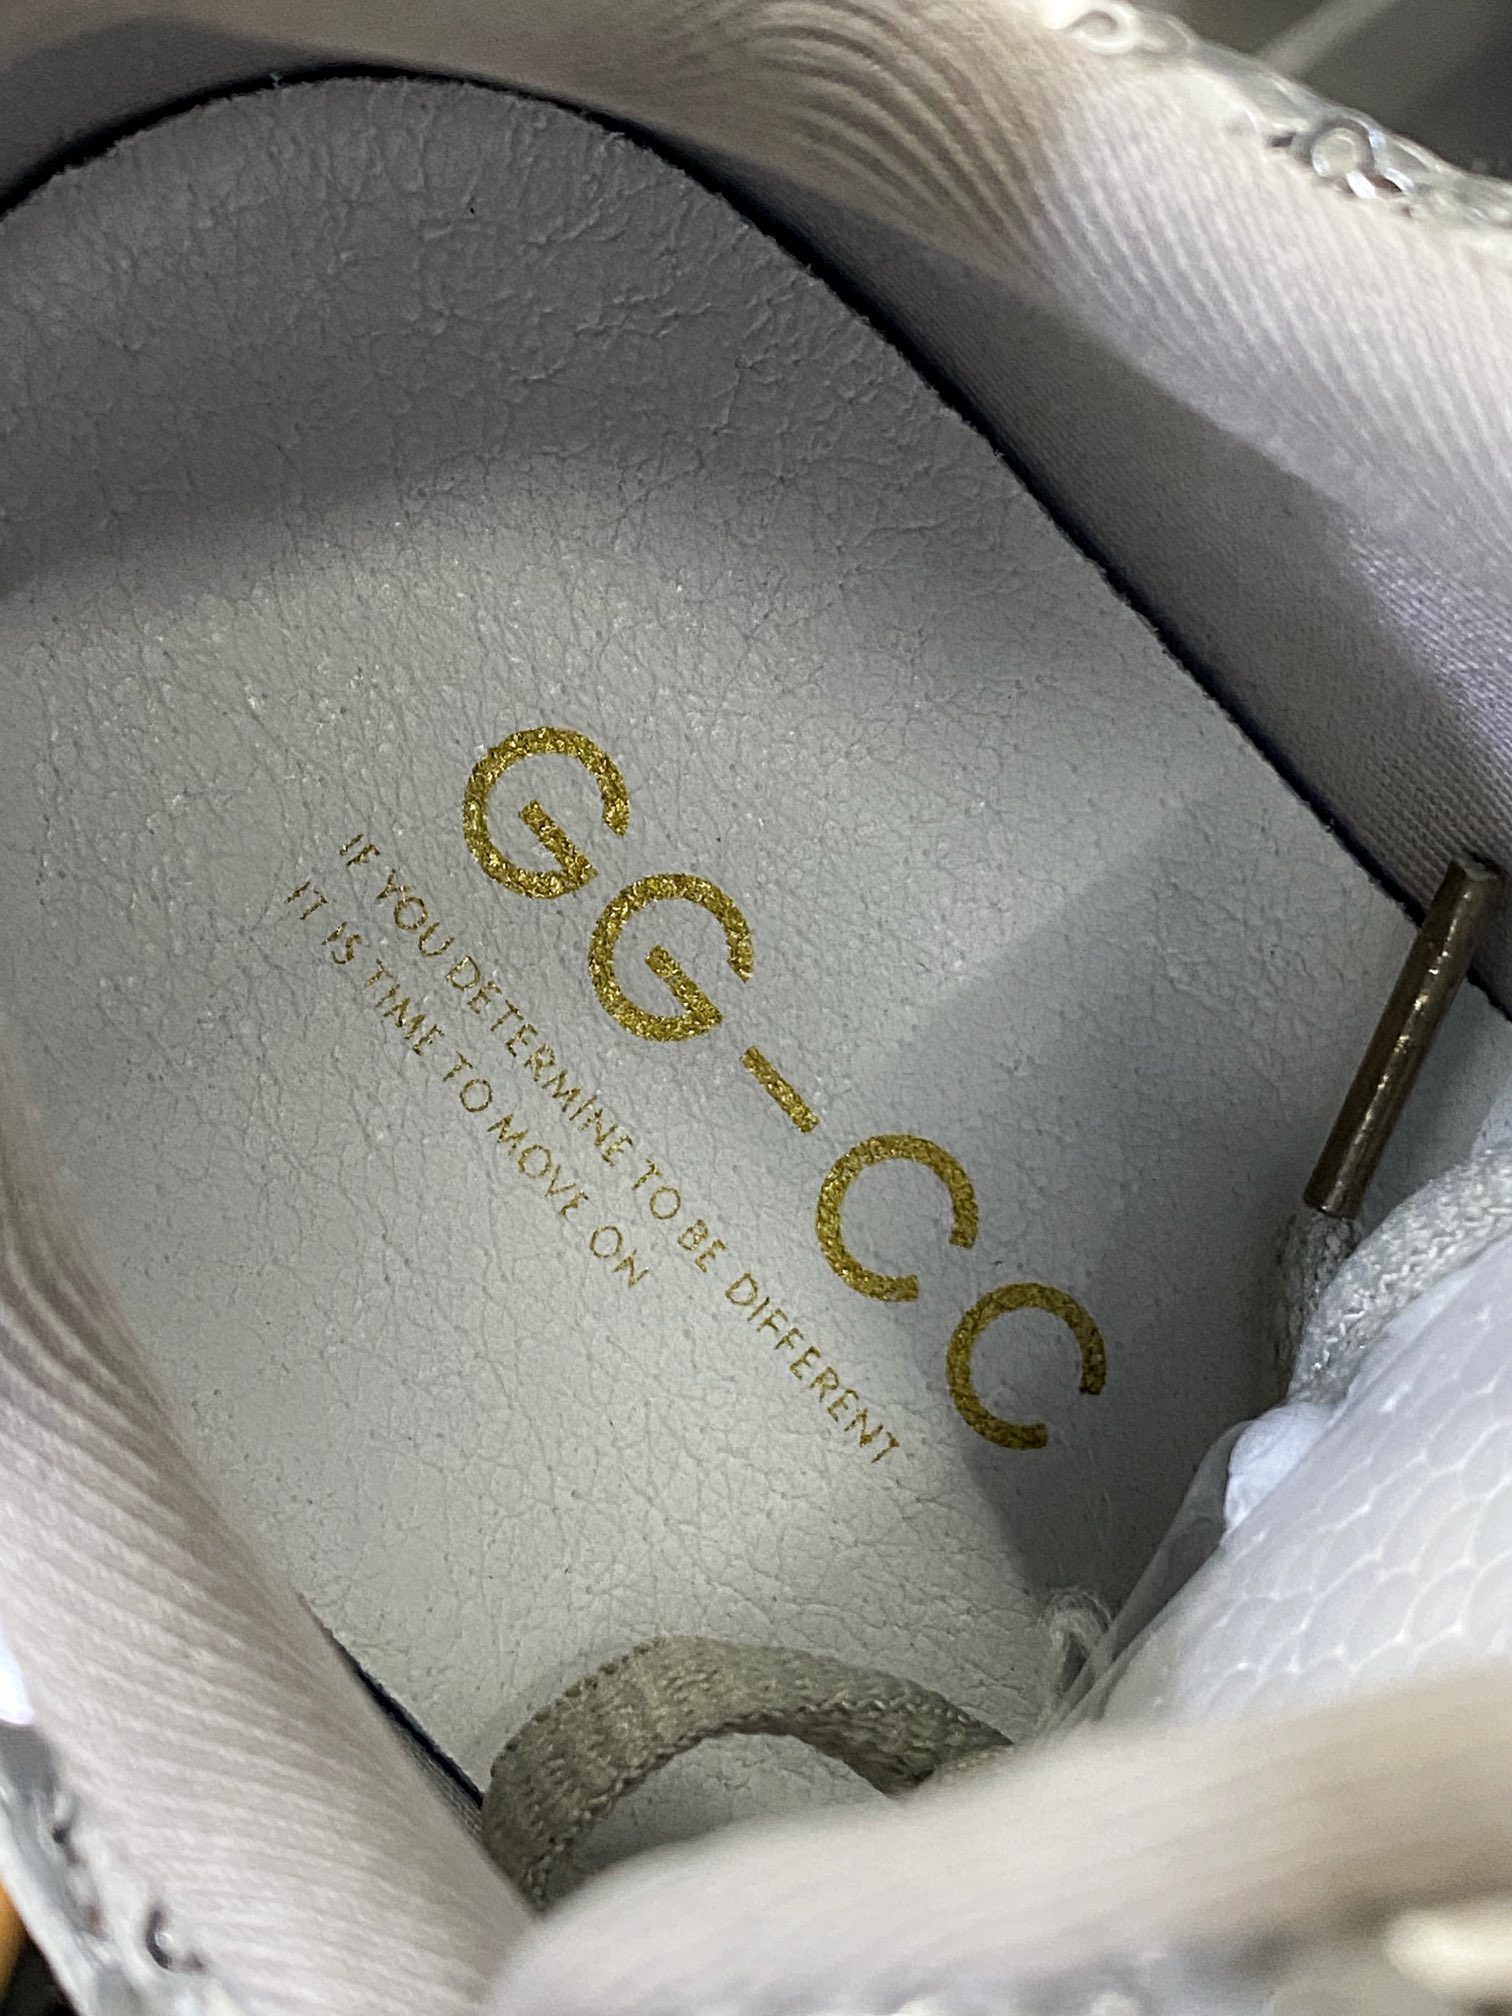 GG-CC
IF YOU DETERMINE TO BE DIFFERENT
IT IS TIME TO MOVE ON